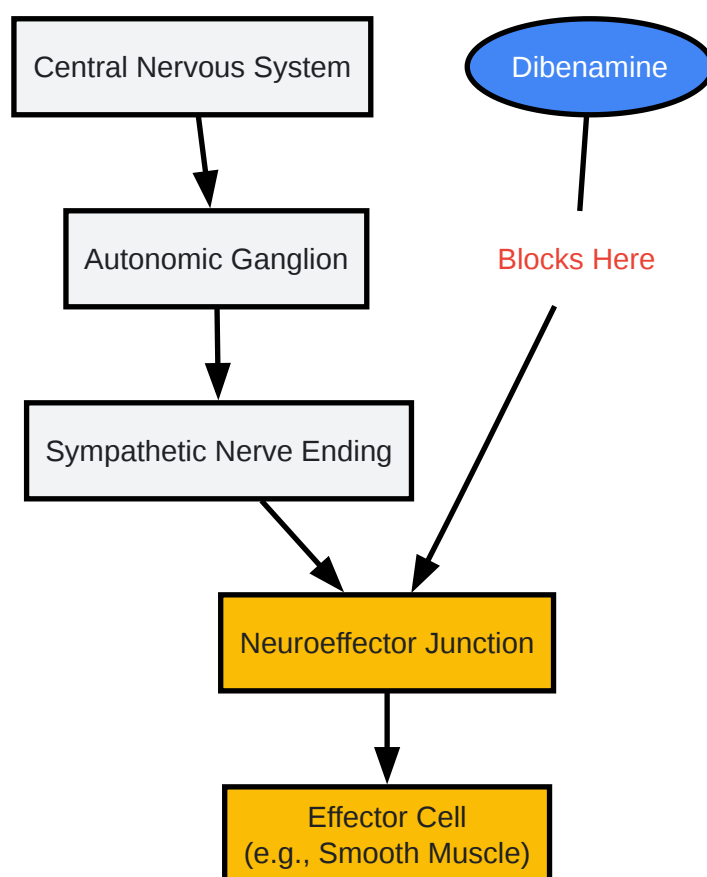 Central Nervous System
Dibenamine
Autonomic Ganglion
Blocks Here
Sympathetic Nerve Ending
Neuroeffector Junction
Effector Cell
(e.g., Smooth Muscle)